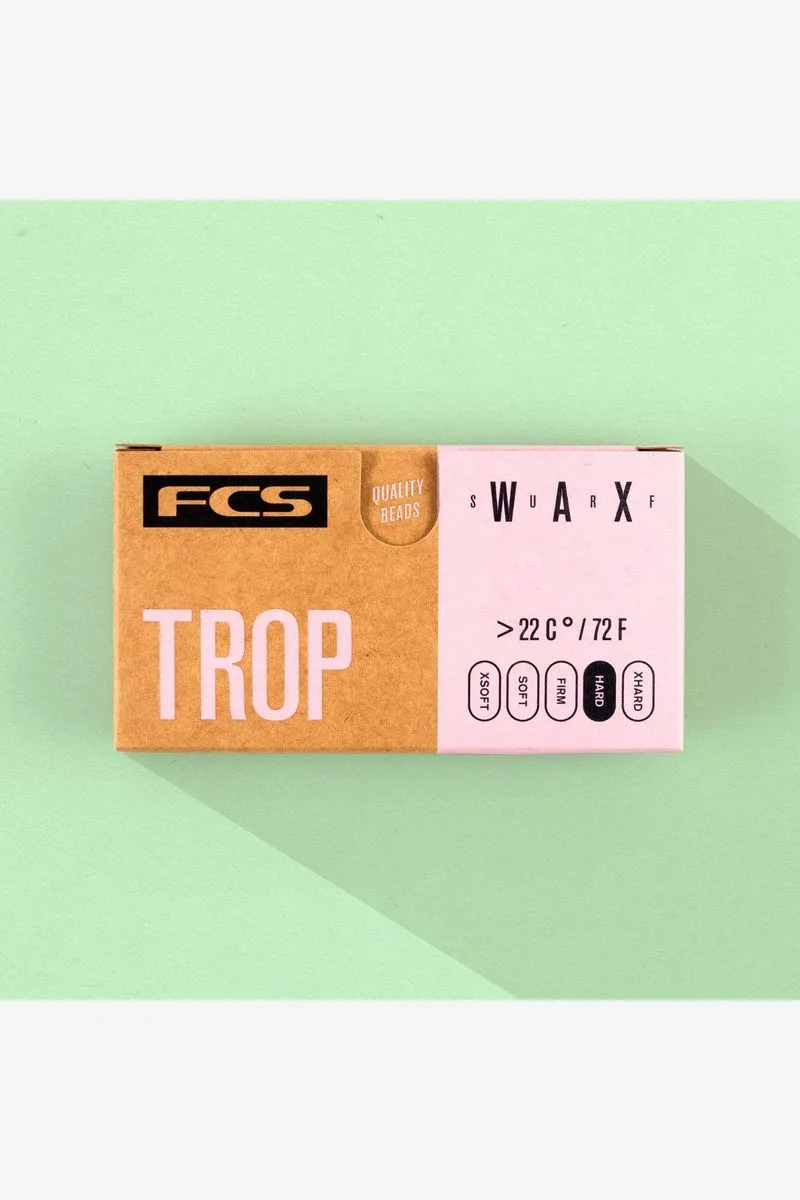 FCS
QUALITY
BEADS
TROP
S W U A R X F
>22 C°/72 F
XSOFT
SOFT
FIRM
HARD
XHARD